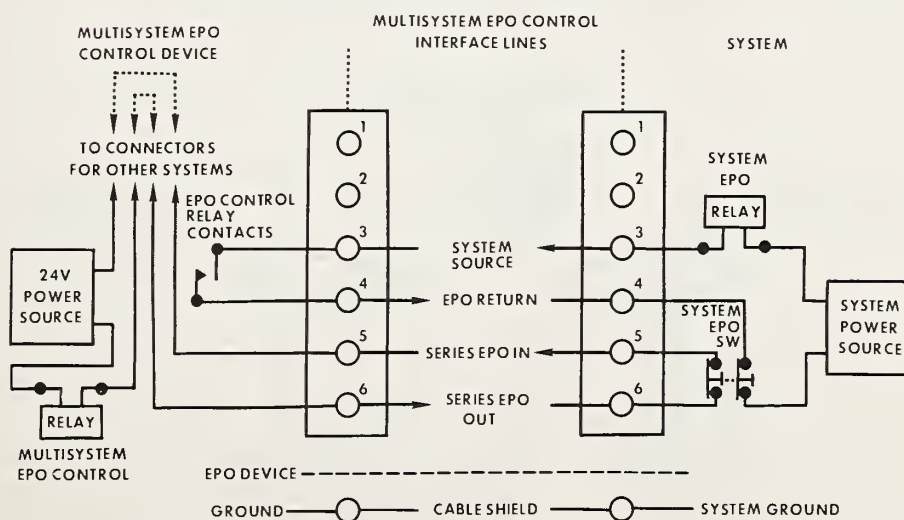 MULTISYSTEM EPO
CONTROL DEVICE
MULTISYSTEM EPO CONTROL
INTERFACE LINES
SYSTEM
TO CONNECTORS
FOR OTHER SYSTEMS
EPO CONTROL
RELAY
CONTACTS
24V
POWER
SOURCE
RELAY
MULTISYSTEM
EPO CONTROL
1
2
3
4
5
6
SYSTEM
SOURCE
EPO RETURN
SERIES EPO IN
SERIES EPO
OUT
1
2
3
4
5
6
SYSTEM
EPO
RELAY
SYSTEM
EPO
SW
SYSTEM
POWER
SOURCE
EPO DEVICE
GROUND
CABLE SHIELD
SYSTEM GROUND